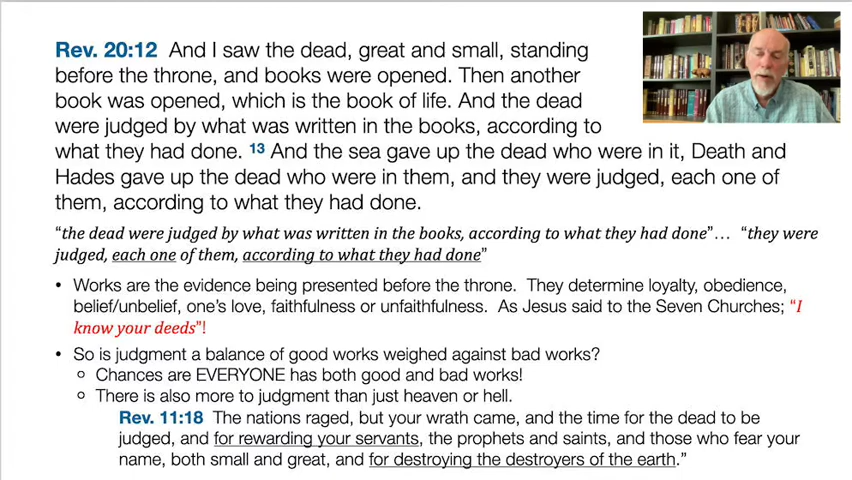 Rev. 20:12 And I saw the dead, great and small, standing
before the throne, and books were opened. Then another
book was opened, which is the book of life. And the dead
were judged by what was written in the books, according to
what they had done. 13 And the sea gave up the dead who were in it, Death and
Hades gave up the dead who were in them, and they were judged, each one of
them, according to what they had done.
“the dead were judged by what was written in the books, according to what they had done”… “they were
judged, each one of them, according to what they had done”
• Works are the evidence being presented before the throne. They determine loyalty, obedience,
belief/unbelief, one's love, faithfulness or unfaithfulness. As Jesus said to the Seven Churches; “I
know your deeds”!
• So is judgment a balance of good works weighed against bad works?
○ Chances are EVERYONE has both good and bad works!
○ There is also more to judgment than just heaven or hell.
Rev. 11:18 The nations raged, but your wrath came, and the time for the dead to be
judged, and for rewarding your servants, the prophets and saints, and those who fear your
name, both small and great, and for destroying the destroyers of the earth.”